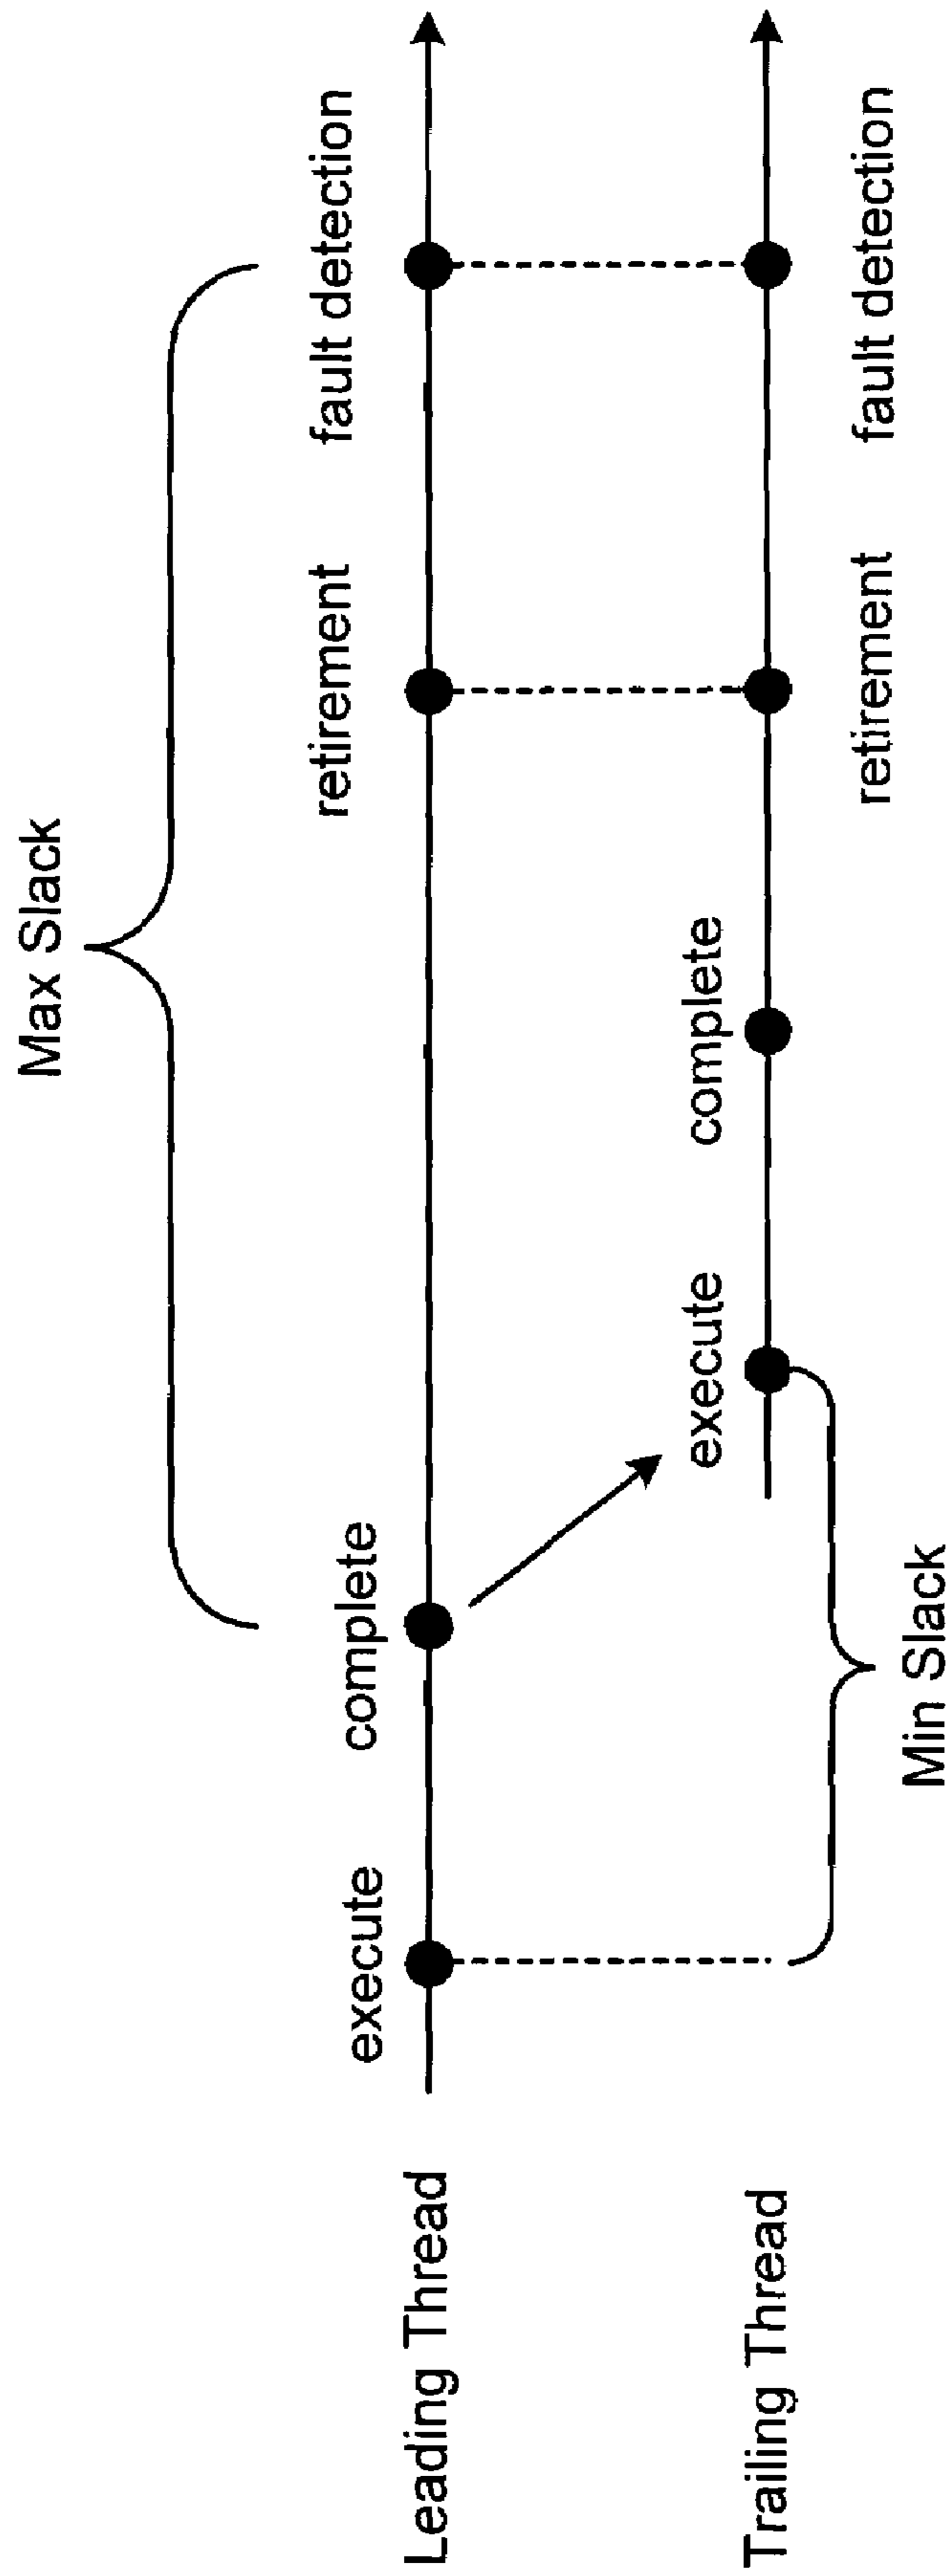 Max Slack
retirement
fault detection
execute
complete
Leading Thread
execute
complete
Trailing Thread
retirement
fault detection
Min Slack